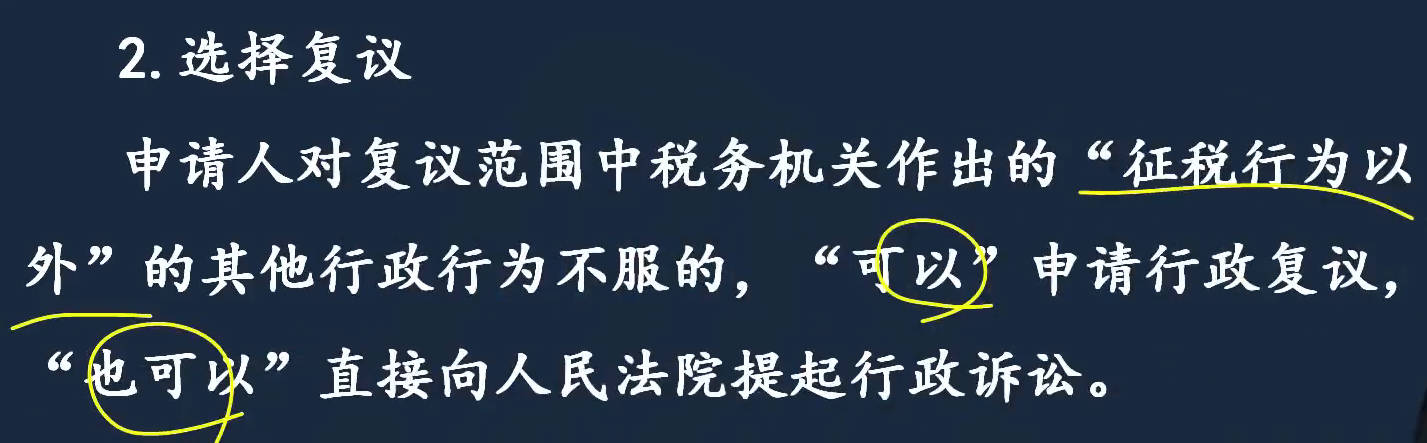 2. 选择复议
申请人对复议范围中税务机关作出的“征税行为以
外”的其他行政行为不服的，“可以”申请行政复议，
“也可以”直接向人民法院提起行政诉讼。